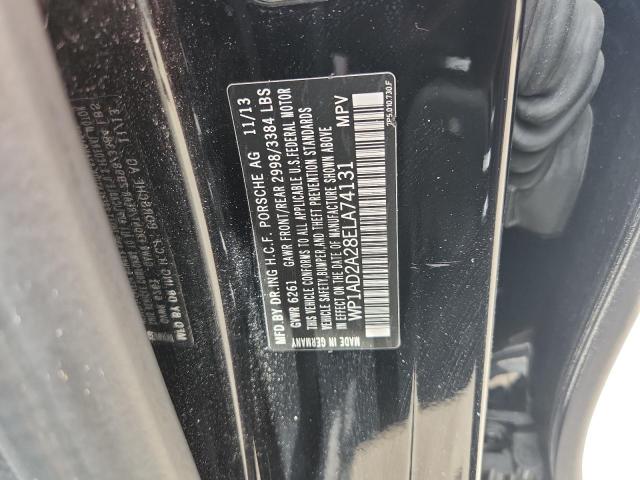 MFD.BY DR.ING H.C.F. PORSCHE AG 11/13
GVWR 6261 GAWR FRONT/REAR 2998/3384 LBS
THIS VEHICLE CONFORMS TO ALL APPLICABLE U.S.FEDERAL MOTOR
VEHICLE SAFETY,BUMPER,AND THEFT PREVENTION STANDARDS
IN EFFECT ON THE DATE OF MANUFACTURE SHOWN ABOVE
WP1AD2A28ELA74131 MPV
MADE IN GERMANY 7P5.010.730.F